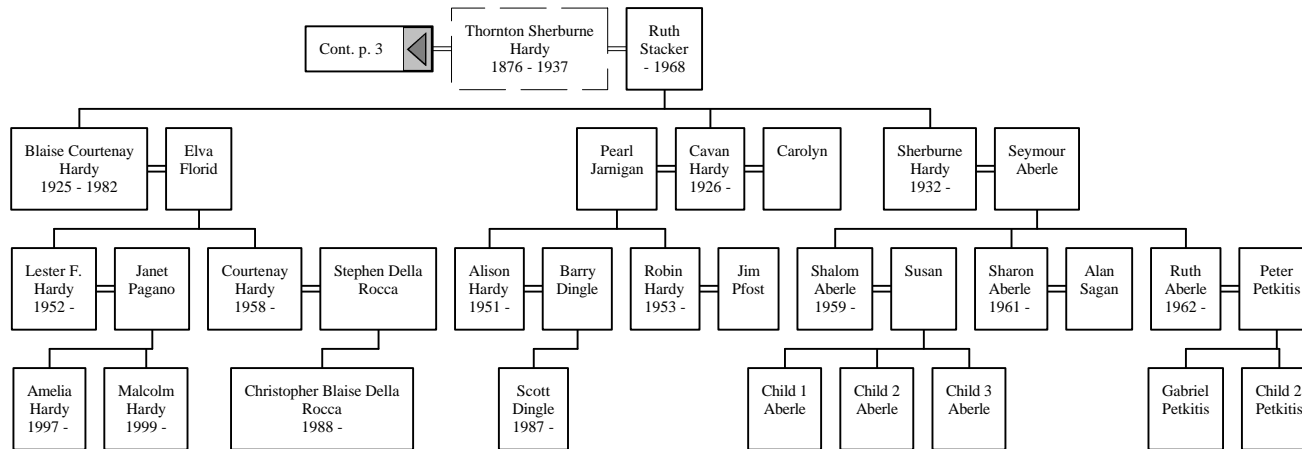 Cont. p. 3
Thornton Sherburne
Hardy
1876 - 1937
Ruth
Stacker
- 1968
Blaise Courtenay
Hardy
1925 - 1982
Elva
Florid
Pearl
Jarnigan
Cavan
Hardy
1926 -
Carolyn
Sherburne
Hardy
1932 -
Seymour
Aberle
Lester F.
Hardy
1952 -
Janet
Pagano
Courtenay
Hardy
1958 -
Stephen Della
Rocca
Alison
Hardy
1951 -
Barry
Dingle
Robin
Hardy
1953 -
Jim
Pfost
Shalom
Aberle
1959 -
Susan
Sharon
Aberle
1961 -
Alan
Sagan
Ruth
Aberle
1962 -
Peter
Petkitis
Amelia
Hardy
1997 -
Malcolm
Hardy
1999 -
Christopher Blaise Della
Rocca
1988 -
Scott
Dingle
1987 -
Child 1
Aberle
Child 2
Aberle
Child 3
Aberle
Gabriel
Petkitis
Child 2
Petkitis